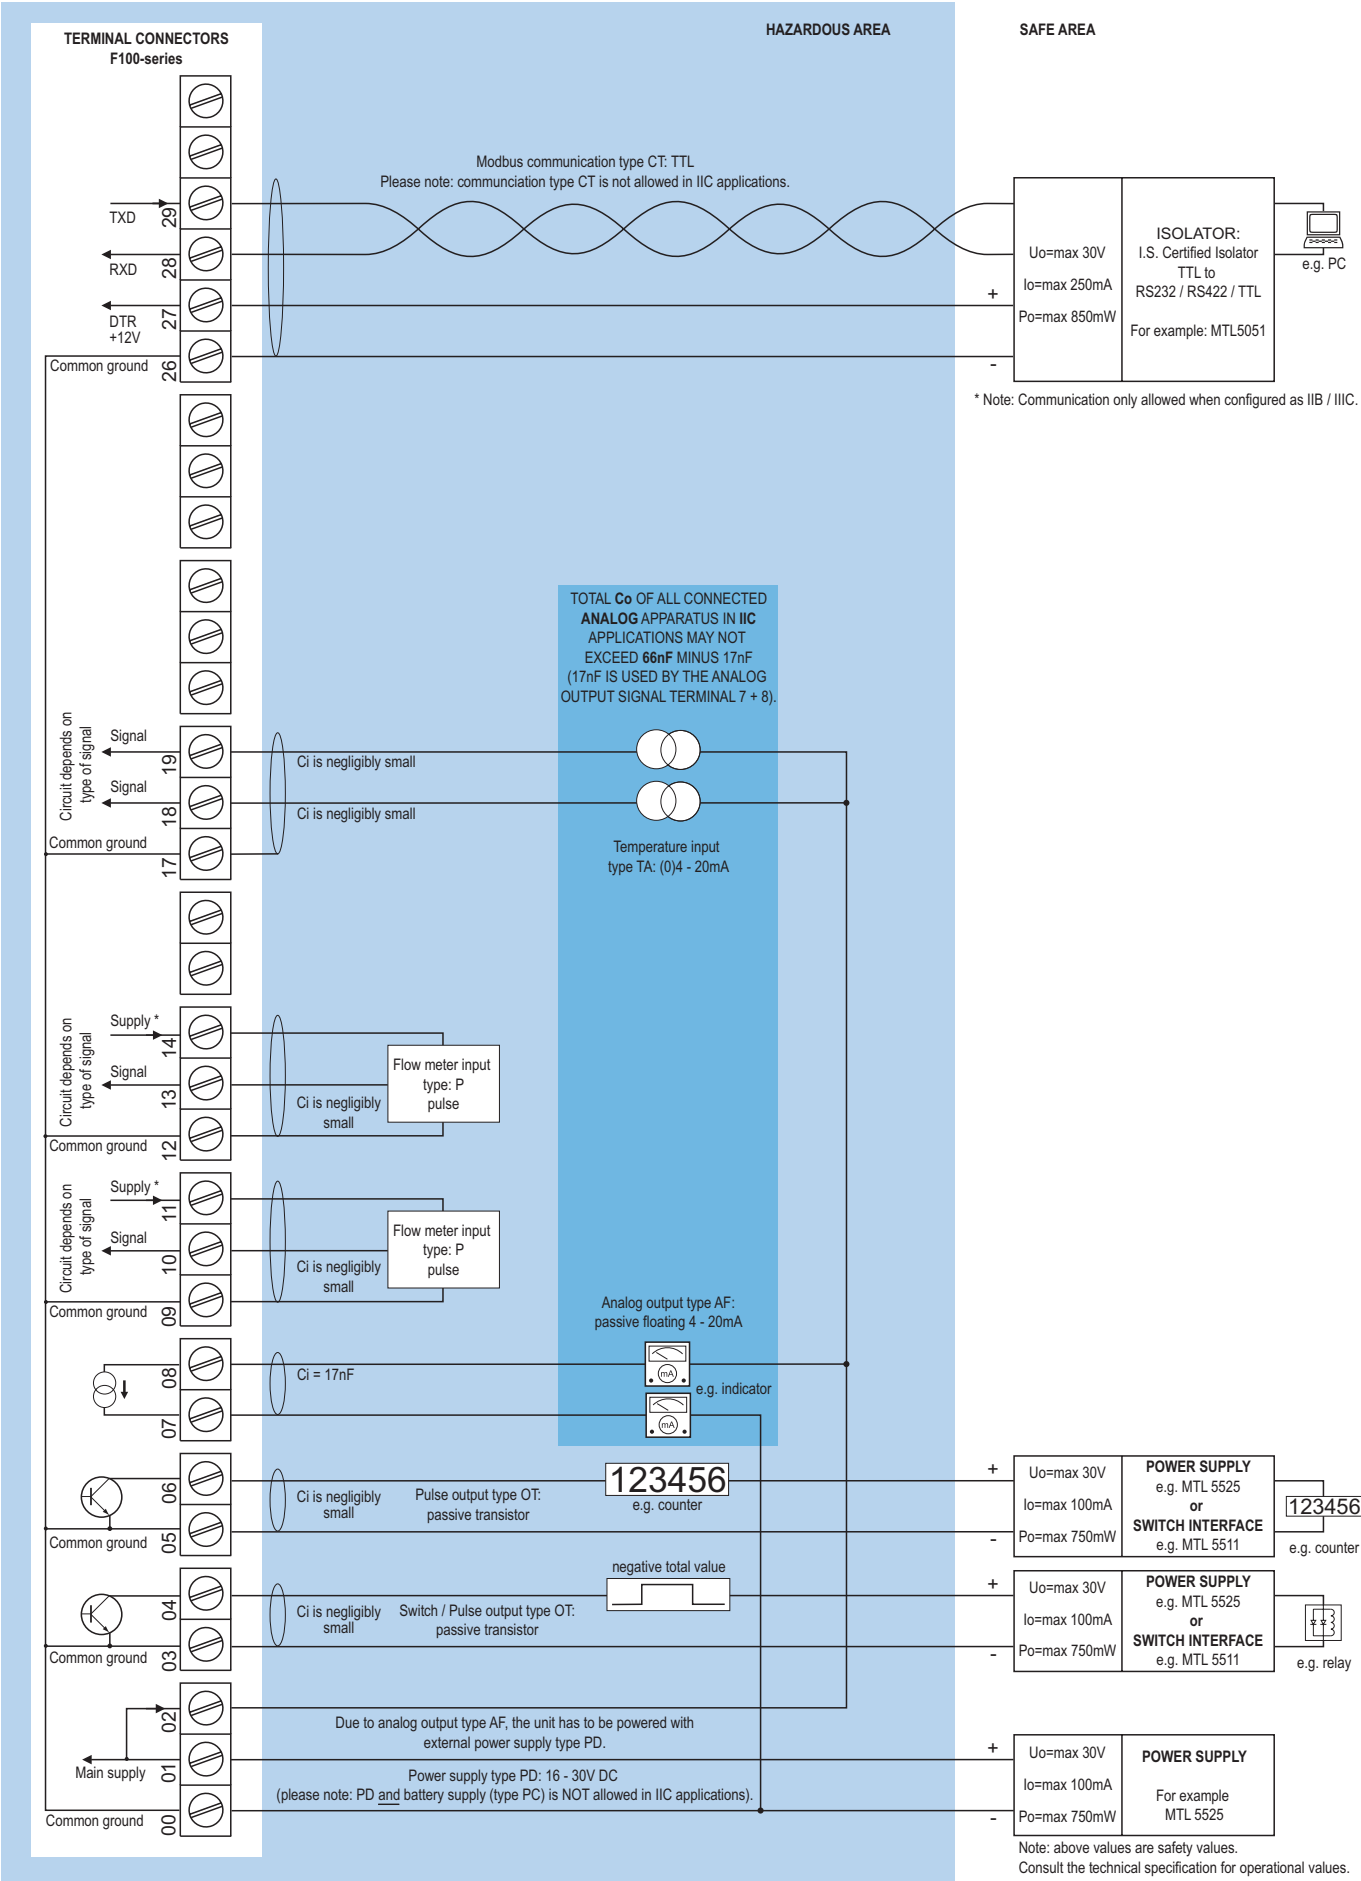 TERMINAL CONNECTORS
F100-series
HAZARDOUS AREA
SAFE AREA
Modbus communication type CT: TTL
Please note: communciation type CT is not allowed in IIC applications.
TXD
29
RXD
28
DTR
+12V
27
Common ground
26
+
-
Uo=max 30V
Io=max 250mA
Po=max 850mW
ISOLATOR:
I.S. Certified Isolator
TTL to
RS232 / RS422 / TTL
For example: MTL5051
e.g. PC
* Note: Communication only allowed when configured as IIB / IIIC.
TOTAL Co OF ALL CONNECTED
ANALOG APPARATUS IN IIC
APPLICATIONS MAY NOT
EXCEED 66nF MINUS 17nF
(17nF IS USED BY THE ANALOG
OUTPUT SIGNAL TERMINAL 7 + 8).
Circuit depends on
type of signal
Signal
19
Ci is negligibly small
Signal
18
Ci is negligibly small
Common ground
17
Temperature input
type TA: (0)4 - 20mA
Circuit depends on
type of signal
Supply *
14
Signal
13
Common ground
12
Ci is negligibly
small
Flow meter input
type: P
pulse
Circuit depends on
type of signal
Supply *
11
Signal
10
Common ground
09
Ci is negligibly
small
Flow meter input
type: P
pulse
Analog output type AF:
passive floating 4 - 20mA
08
Ci = 17nF
mA
e.g. indicator
07
mA
06
Common ground
05
Ci is negligibly
small
Pulse output type OT:
passive transistor
123456
e.g. counter
+
-
Uo=max 30V
Io=max 100mA
Po=max 750mW
POWER SUPPLY
e.g. MTL 5525
or
SWITCH INTERFACE
e.g. MTL 5511
123456
e.g. counter
04
Common ground
03
Ci is negligibly
small
Switch / Pulse output type OT:
passive transistor
negative total value
+
-
Uo=max 30V
Io=max 100mA
Po=max 750mW
POWER SUPPLY
e.g. MTL 5525
or
SWITCH INTERFACE
e.g. MTL 5511
e.g. relay
02
Due to analog output type AF, the unit has to be powered with
external power supply type PD.
Main supply
01
Power supply type PD: 16 - 30V DC
(please note: PD and battery supply (type PC) is NOT allowed in IIC applications).
Common ground
00
+
-
Uo=max 30V
Io=max 100mA
Po=max 750mW
POWER SUPPLY
For example
MTL 5525
Note: above values are safety values.
Consult the technical specification for operational values.